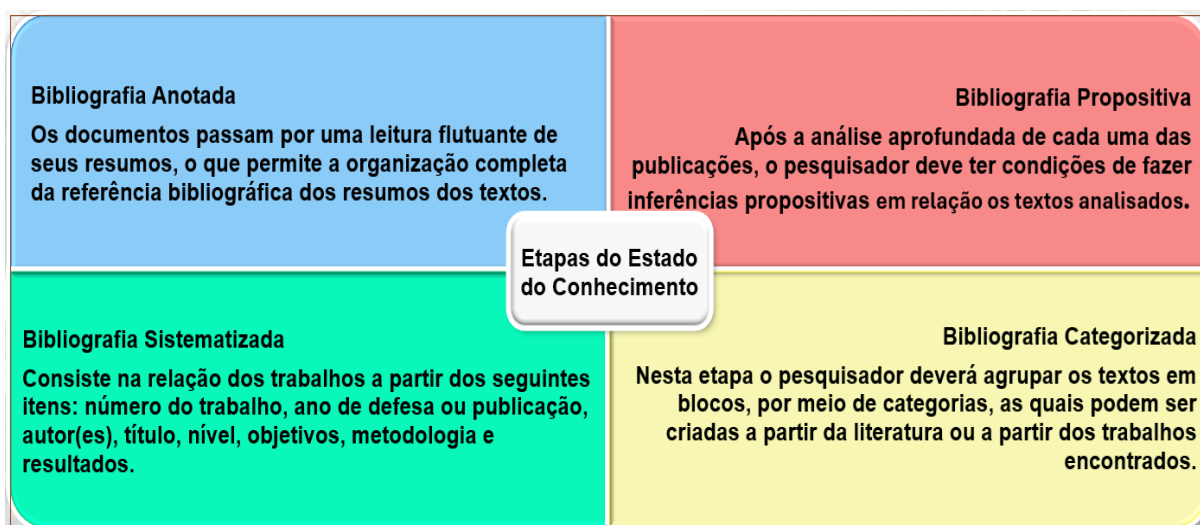 Bibliografia Anotada
Os documentos passam por uma leitura flutuante de
seus resumos, o que permite a organização completa
da referência bibliográfica dos resumos dos textos.
Bibliografia Propositiva
Após a análise aprofundada de cada uma das
publicações, o pesquisador deve ter condições de fazer
inferências propositivas em relação os textos analisados.
Etapas do Estado
do Conhecimento
Bibliografia Sistematizada
Consiste na relação dos trabalhos a partir dos seguintes
itens: número do trabalho, ano de defesa ou publicação,
autor(es), título, nível, objetivos, metodologia e
resultados.
Bibliografia Categorizada
Nesta etapa o pesquisador deverá agrupar os textos em
blocos, por meio de categorias, as quais podem ser
criadas a partir da literatura ou a partir dos trabalhos
encontrados.